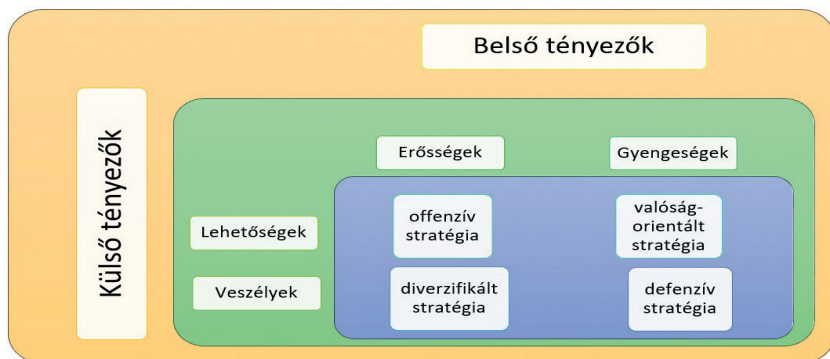 Belső tényezők
Külső tényezők
Erősségek
Gyengeségek
Lehetőségek
offenzív
stratégia
valóság-
orientált
stratégia
Veszélyek
diverzifikált
stratégia
defenzív
stratégia